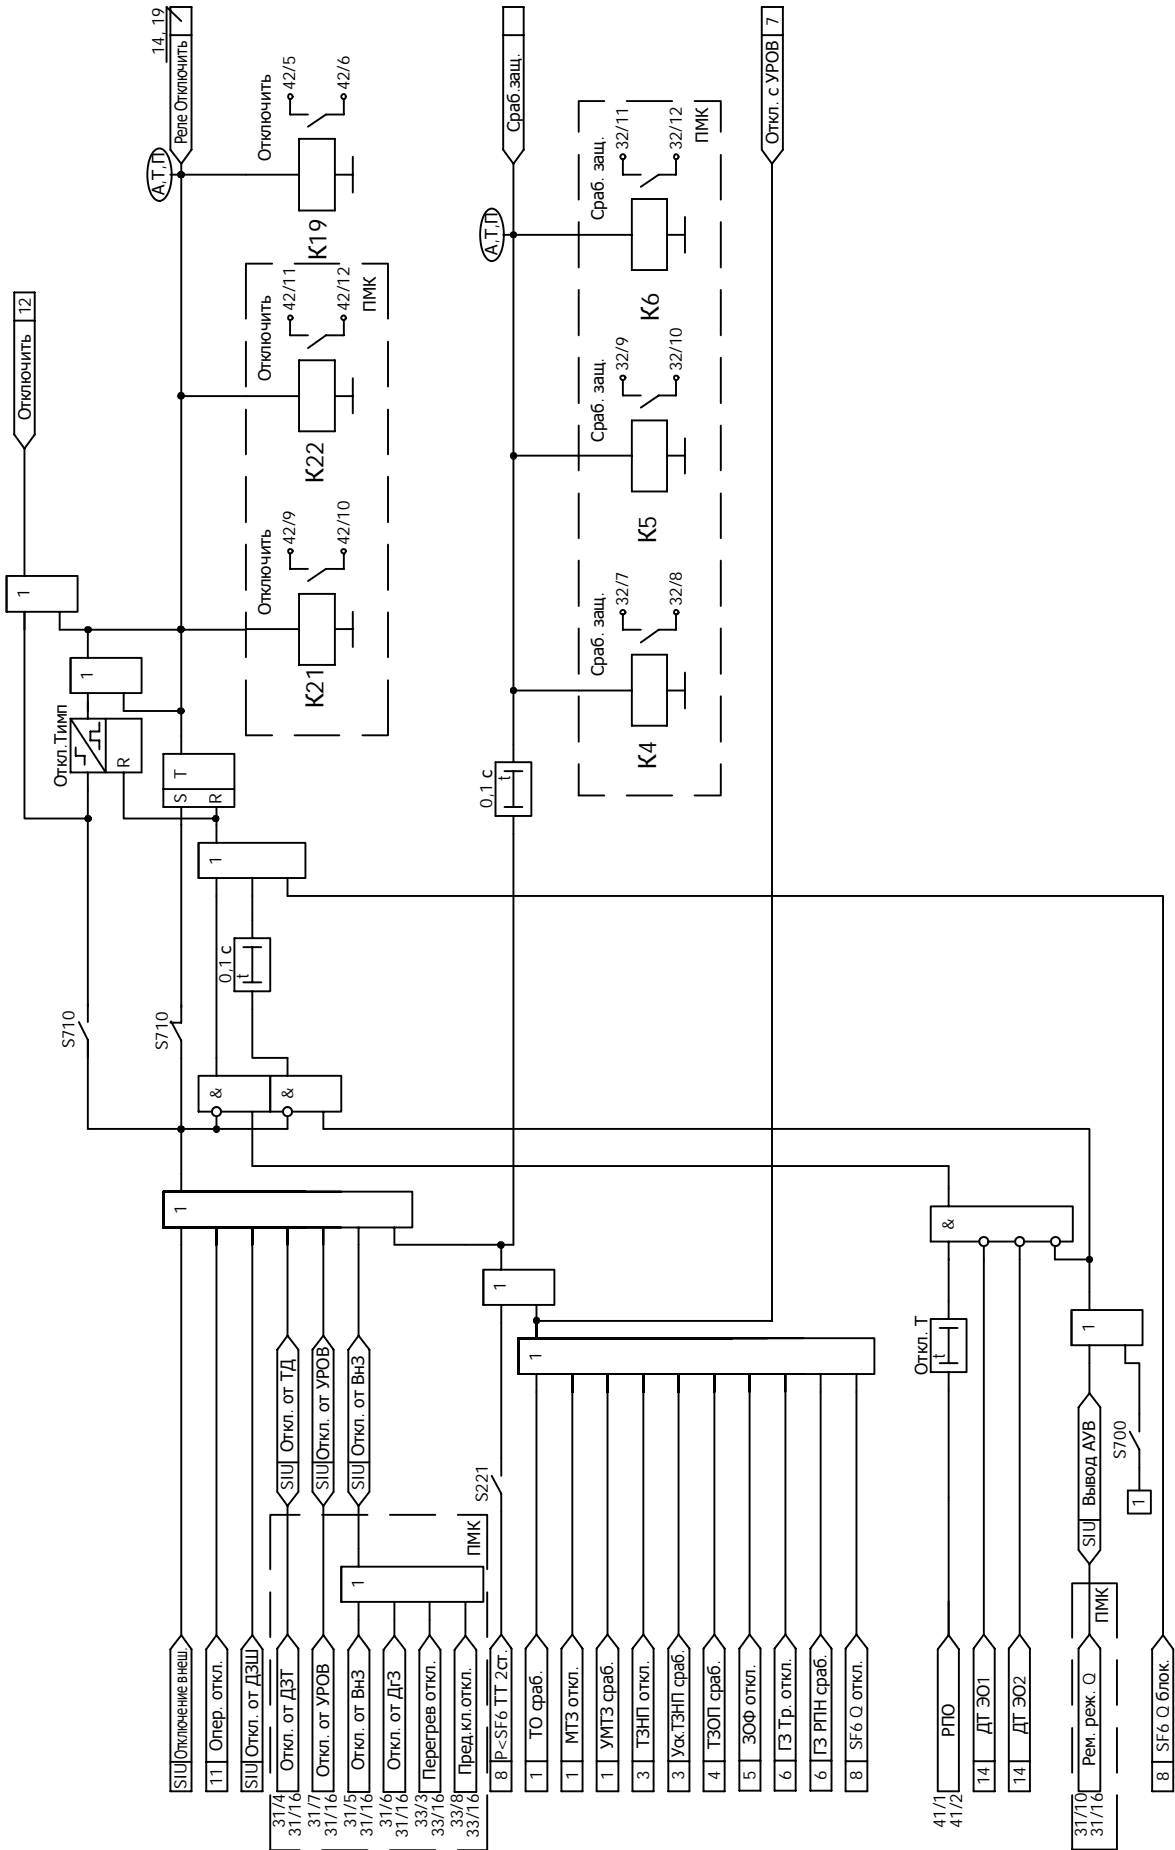 14, 19
Реле Отключить
А,Т,П
Отключить
42/5
42/6
К19
Сраб.защ.
Откл. с УРОВ 7
А,Т,П
Сраб. защ.
32/11
32/12
ПМК
К6
Отключить 12
Отключить
42/11
42/12
ПМК
К22
Сраб. защ.
32/9
32/10
К5
1
Отключить
42/9
42/10
К21
Сраб. защ.
32/7
32/8
К4
1
Откл.Тимп
R
S T
R
0,1 с
t
1
0,1 с
t
S710
S710
&
&
1
1
1
&
Откл. Т
t
1
SIU Откл. от ТД
SIU Откл. от УРОВ
SIU Откл. от ВнЗ
S221
SIU Вывод АУВ
S700
1
ПМК
1
ПМК
SIU Отключение внеш.
11 Опер. откл.
SIU Откл. от ДЗШ
31/4
31/16
Откл. от ДЗТ
31/7
31/16
Откл. от УРОВ
31/5
31/16
Откл. от ВнЗ
31/6
31/16
Откл. от ДгЗ
33/3
33/16
Перегрев откл.
33/8
33/16
Пред.кл.откл.
8 P<SF6 ТТ 2ст.
1 ТО сраб.
1 МТЗ откл.
1 УМТЗ сраб.
3 ТЗНП откл.
3 Уск.ТЗНП сраб.
4 ТЗОП сраб.
5 ЗОФ откл.
6 ГЗ Тр. откл.
6 ГЗ РПН сраб.
8 SF6 Q откл.
41/1
41/2
РПО
14 ДТ ЭО1
14 ДТ ЭО2
31/10
31/16
Рем. реж. Q
8 SF6 Q блок.